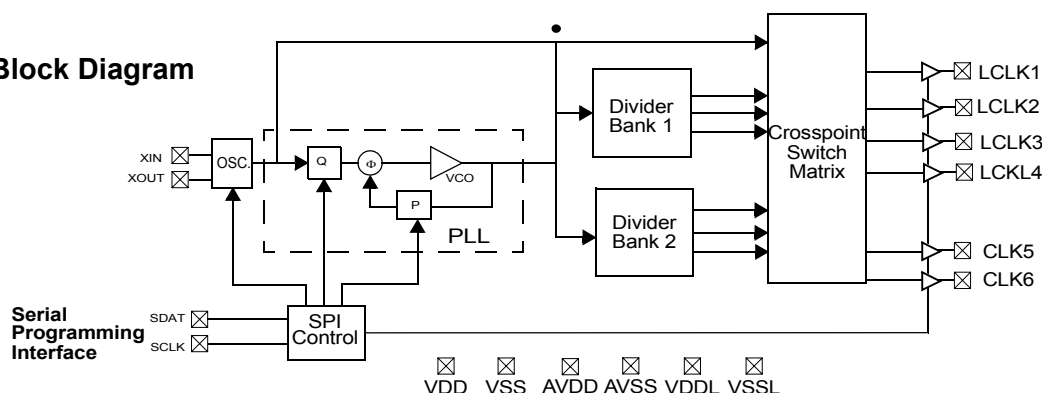 Block Diagram
XIN
XOUT
OSC.
Q
Φ
VCO
P
PLL
Divider
Bank 1
Divider
Bank 2
Crosspoint
Switch
Matrix
LCLK1
LCLK2
LCLK3
LCKL4
CLK5
CLK6
Serial
Programming
Interface
SDAT
SCLK
SPI
Control
VDD VSS AVDD AVSS VDDL VSSL